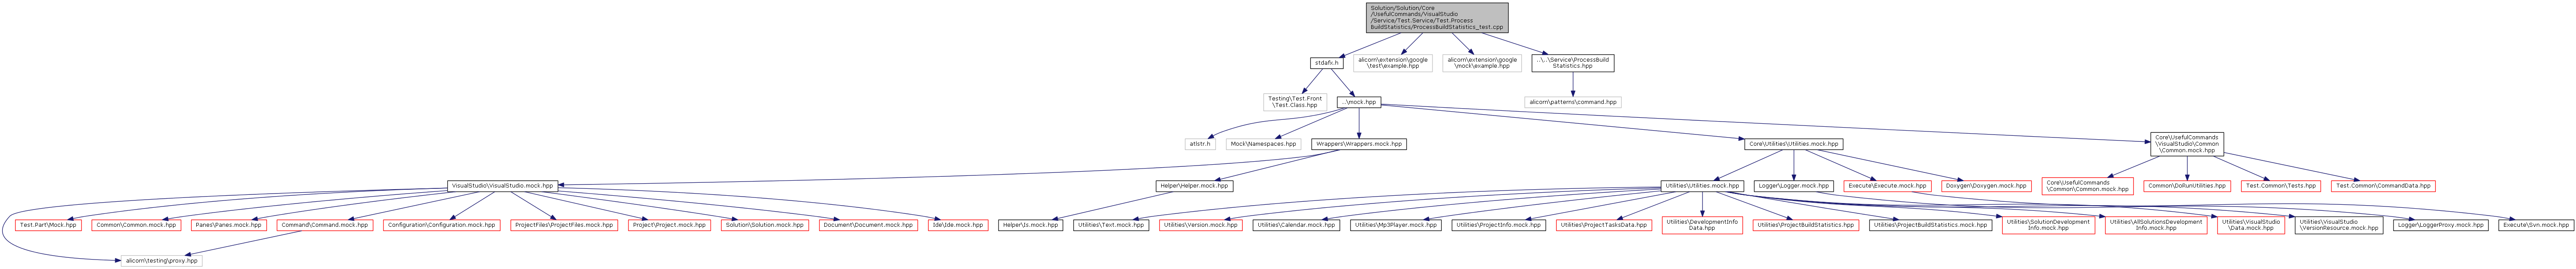 Solution/Solution/Core
/UsefulCommands/VisualStudio
/Service/Test.Service/Test.Process
BuildStatistics/ProcessBuildStatistics_test.cpp
stdafx.h
alicorn\extension\google
\test\example.hpp
alicorn\extension\google
\mock\example.hpp
..\..\Service\ProcessBuild
Statistics.hpp
Testing\Test.Front
\Test.Class.hpp
..\mock.hpp
alicorn\patterns\command.hpp
atlstr.h
Mock\Namespaces.hpp
Wrappers\Wrappers.mock.hpp
Core\Utilities\Utilities.mock.hpp
Core\UsefulCommands
\VisualStudio\Common
\Common.mock.hpp
VisualStudio\VisualStudio.mock.hpp
Helper\Helper.mock.hpp
Utilities\Utilities.mock.hpp
Logger\Logger.mock.hpp
Execute\Execute.mock.hpp
Doxygen\Doxygen.mock.hpp
Core\UsefulCommands
\Common\Common.mock.hpp
Common\DoRunUtilities.hpp
Test.Common\Tests.hpp
Test.Common\CommandData.hpp
Test.Part\Mock.hpp
Common\Common.mock.hpp
Panes\Panes.mock.hpp
Command\Command.mock.hpp
Configuration\Configuration.mock.hpp
ProjectFiles\ProjectFiles.mock.hpp
Project\Project.mock.hpp
Solution\Solution.mock.hpp
Document\Document.mock.hpp
Ide\Ide.mock.hpp
Helper\Is.mock.hpp
Utilities\Text.mock.hpp
Utilities\Version.mock.hpp
Utilities\Calendar.mock.hpp
Utilities\Mp3Player.mock.hpp
Utilities\ProjectInfo.mock.hpp
Utilities\ProjectTasksData.hpp
Utilities\DevelopmentInfo
Data.mock.hpp
Utilities\ProjectBuildStatisitics.hpp
Utilities\ProjectBuildStatistics.mock.hpp
Utilities\SolutionDevelopment
Info.mock.hpp
Utilities\AllSolutionsDevelopment
Info.mock.hpp
Utilities\VisualStudio
\Data.mock.hpp
Utilities\VisualStudio
\VersionResource.mock.hpp
Logger\LoggerProxy.mock.hpp
Execute\Svn.mock.hpp
alicorn\testing\proxy.hpp